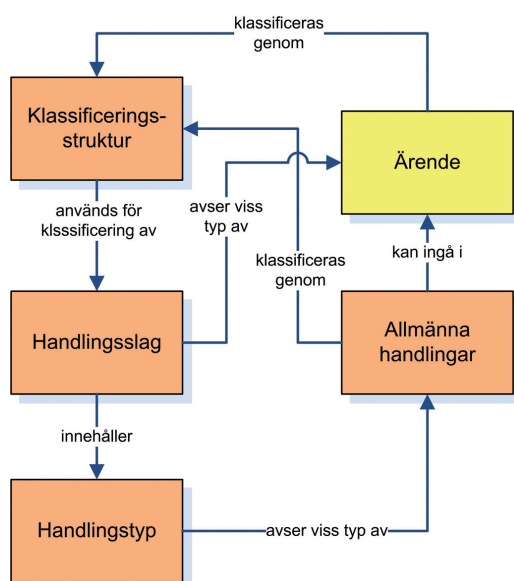 klassificeras
genom
Klassificerings-
struktur
Ärende
används för
klsssificering av
avser viss
typ av
klassificeras
genom
kan ingå i
Handlingsslag
Allmänna
handlingar
innehåller
Handlingstyp
avser viss typ av